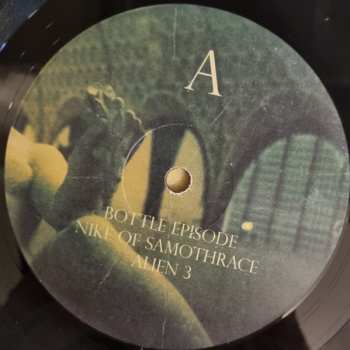 A
BOTTLE EPISODE
NIKE OF SAMOTHRACE
ALIEN 3